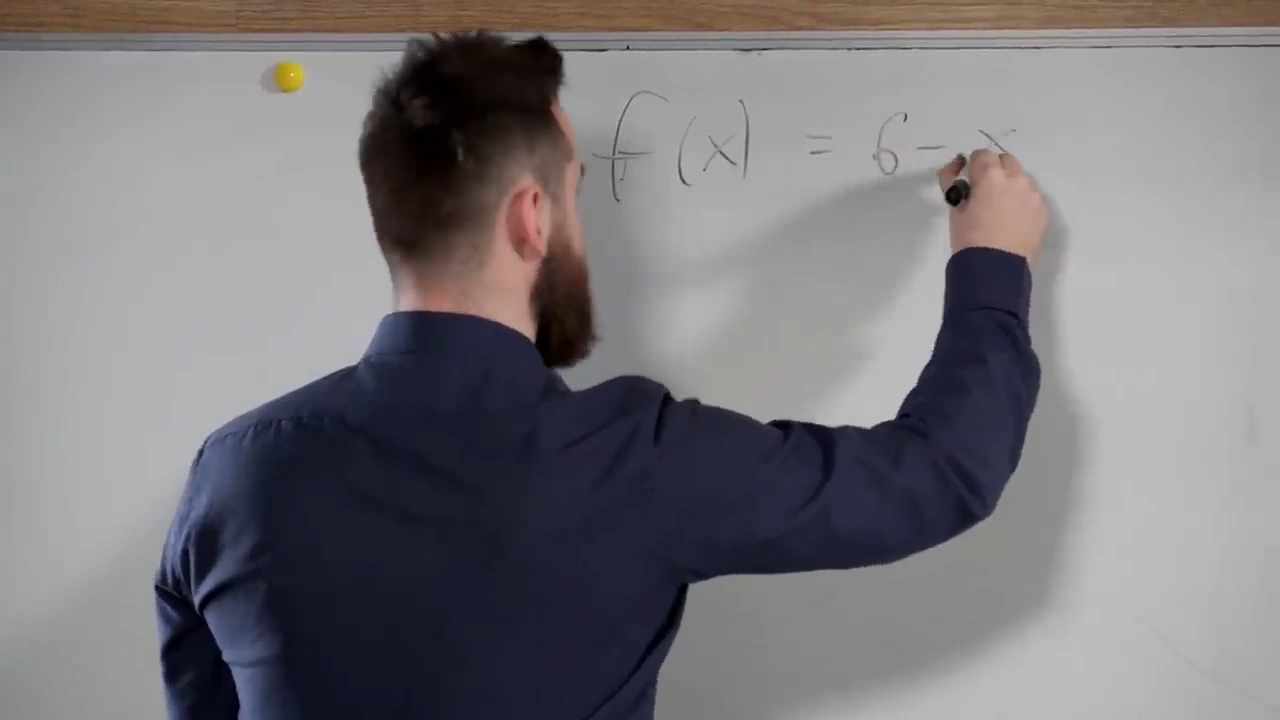 f(x) = 6 - x